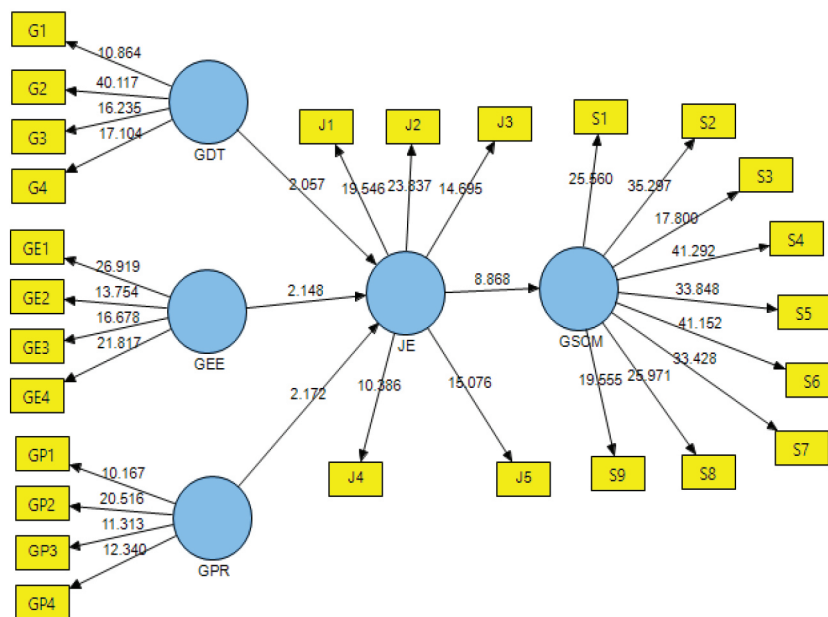 G1
10.864
G2
40.117
G3
16.235
17.104
G4
GDT
2.057
J1
J2
J3
19.546
23.837
14.695
S1
S2
S3
S4
S5
S6
S7
S8
S9
25.560
35.297
17.800
41.292
33.848
41.152
33.428
25.971
19.555
GE1
26.919
GE2
13.754
GE3
16.678
21.817
GE4
GEE
2.148
JE
8.868
GSCM
2.172
10.386
15.076
J4
J5
GP1
10.167
GP2
20.516
GP3
11.313
12.340
GP4
GPR